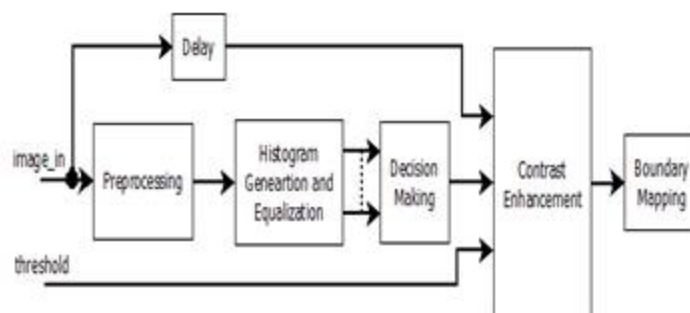 Delay
image_in
Preprocessing
Histogram
Geneartion and
Equalization
Decision
Making
Contrast
Enhancement
Boundary
Mapping
threshold